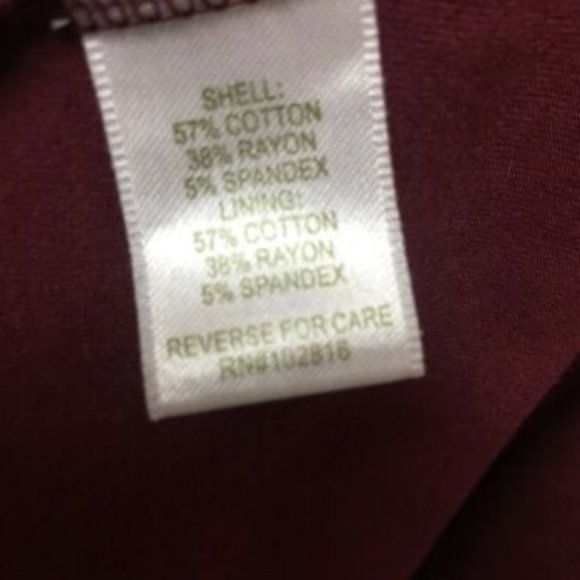 SHELL:
57% COTTON
38% RAYON
5% SPANDEX
LINING:
57% COTTON
38% RAYON
5% SPANDEX
REVERSE FOR CARE
RN#102816